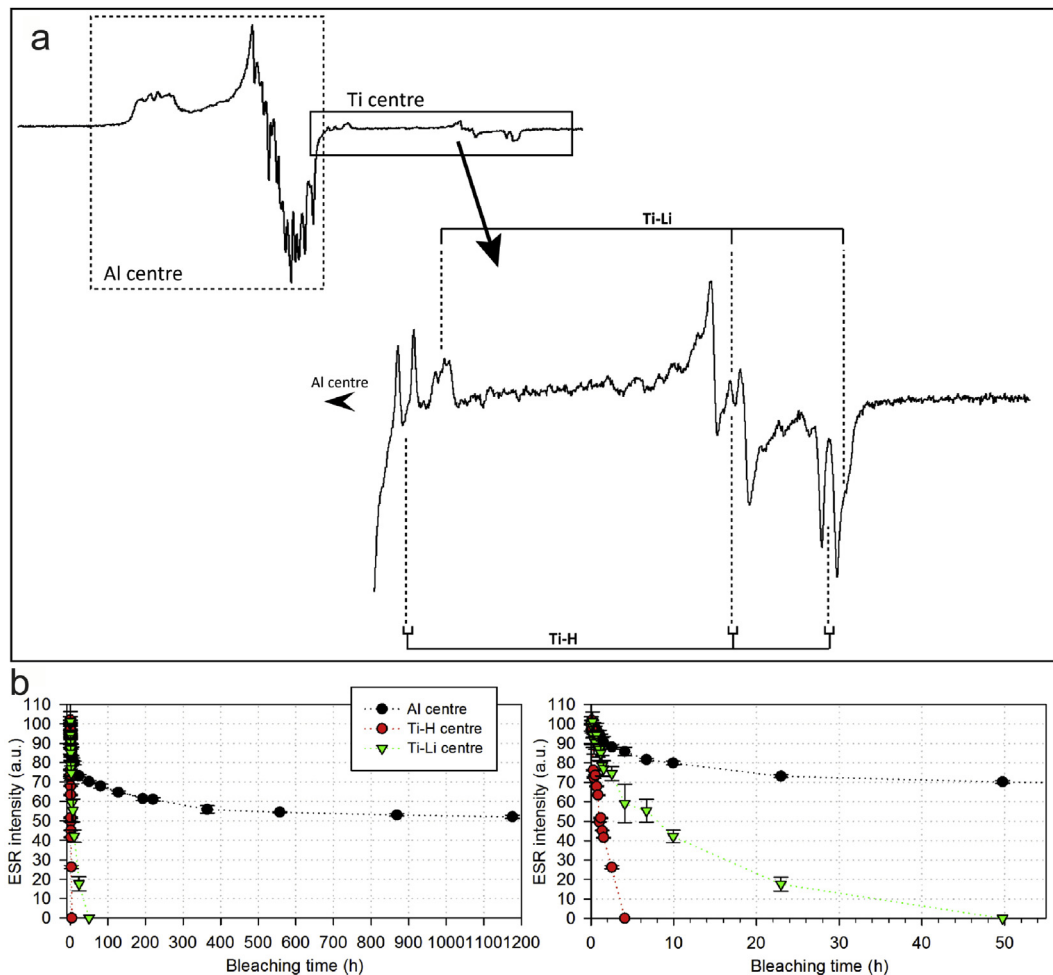 a
Ti centre
Al centre
Ti-Li
Al centre
Ti-H
b
Al centre
Ti-H centre
Ti-Li centre
ESR intensity (a.u.)
110
100
90
80
70
60
50
40
30
20
10
0
0 100 200 300 400 500 600 700 800 900 1000 1100 1200
Bleaching time (h)
ESR intensity (a.u.)
110
100
90
80
70
60
50
40
30
20
10
0
0 10 20 30 40 50
Bleaching time (h)